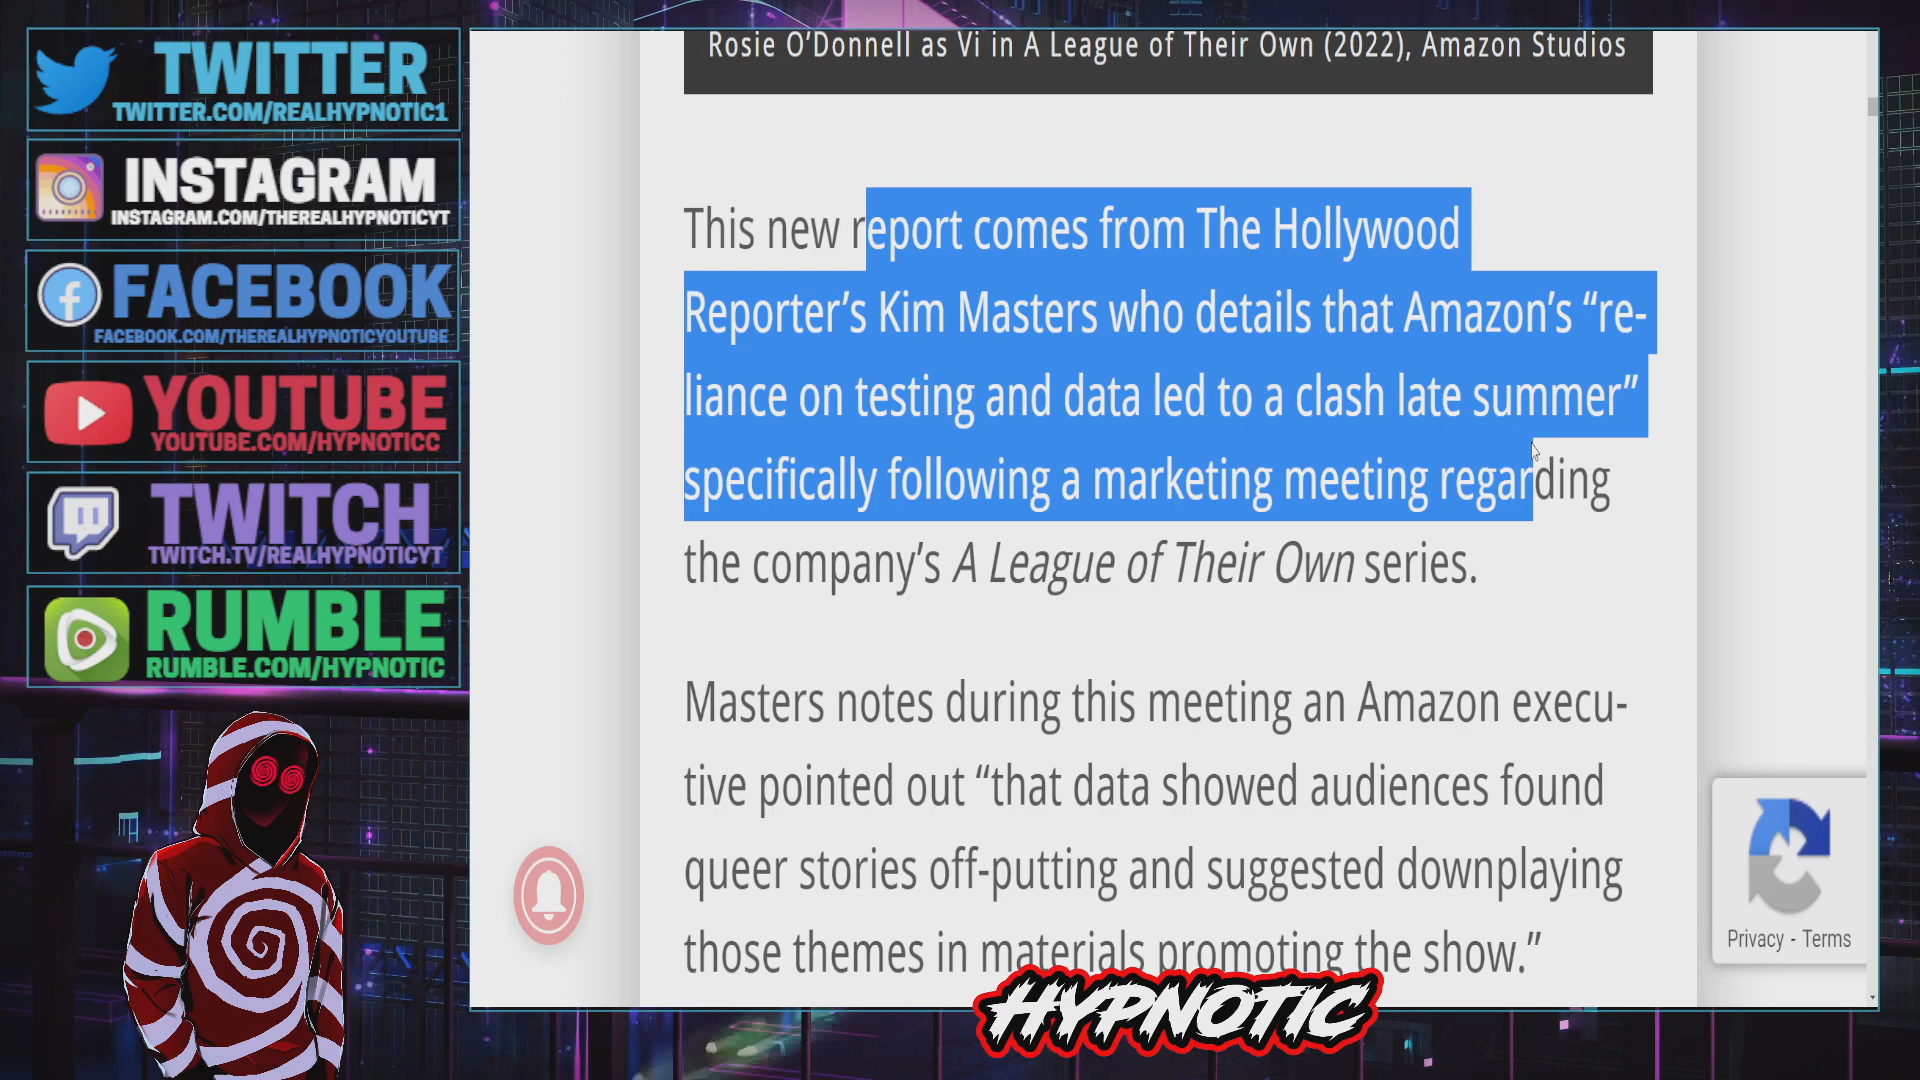 TWITTER
TWITTER.COM/REALHYPNOTIC1
INSTAGRAM
INSTAGRAM.COM/THEREALHYPNOTICYT
FACEBOOK
FACEBOOK.COM/THEREALHYPNOTICYOUTUBE
YOUTUBE
YOUTUBE.COM/HYPNOTICC
TWITCH
TWITCH.TV/REALHYPNOTICYT
RUMBLE
RUMBLE.COM/HYPNOTIC
Rosie O’Donnell as Vi in A League of Their Own (2022), Amazon Studios
This new report comes from The Hollywood
Reporter’s Kim Masters who details that Amazon’s “re-
liance on testing and data led to a clash late summer”
specifically following a marketing meeting regarding
the company’s A League of Their Own series.
Masters notes during this meeting an Amazon execu-
tive pointed out “that data showed audiences found
queer stories off-putting and suggested downplaying
those themes in materials promoting the show.”
Privacy - Terms
HYPNOTIC